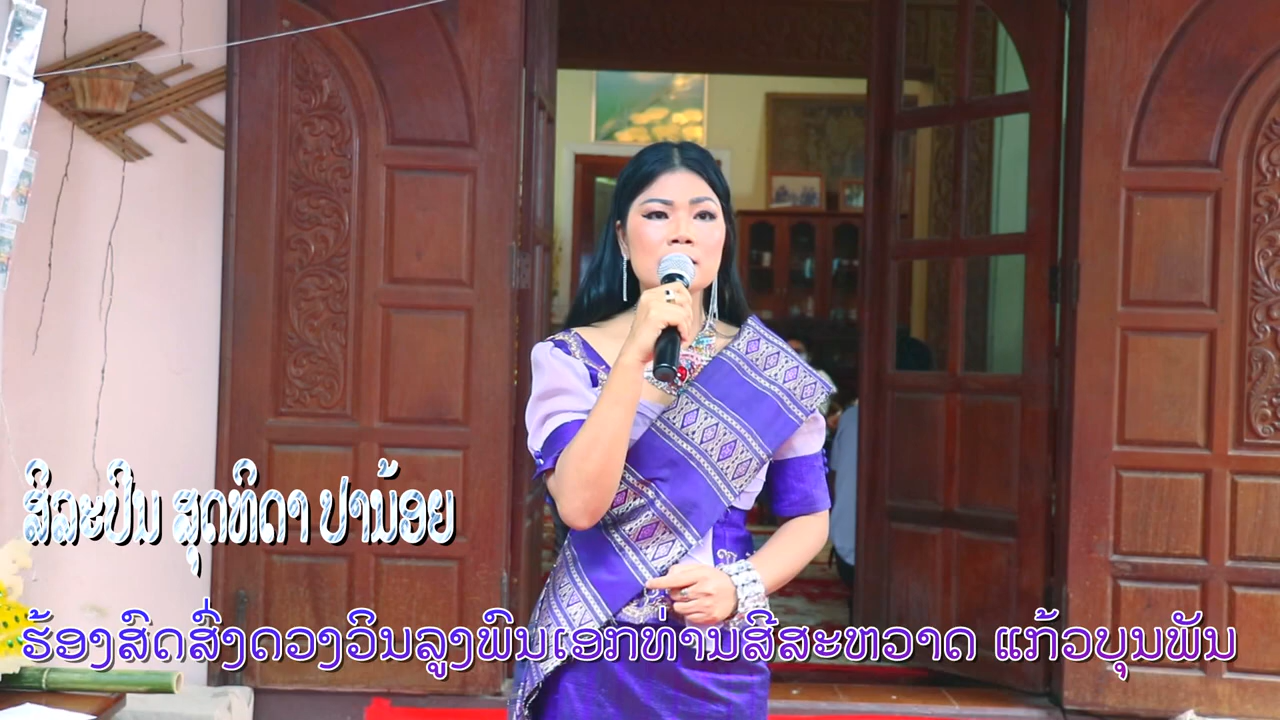 ສິລະປິນ ສຸດທິດາ ປານ້ອຍ
ຮ້ອງສົດສົ່ງດວງວິນລູງພົນເອກທ່ານສີສະຫວາດ ແກ້ວບຸນພັນ